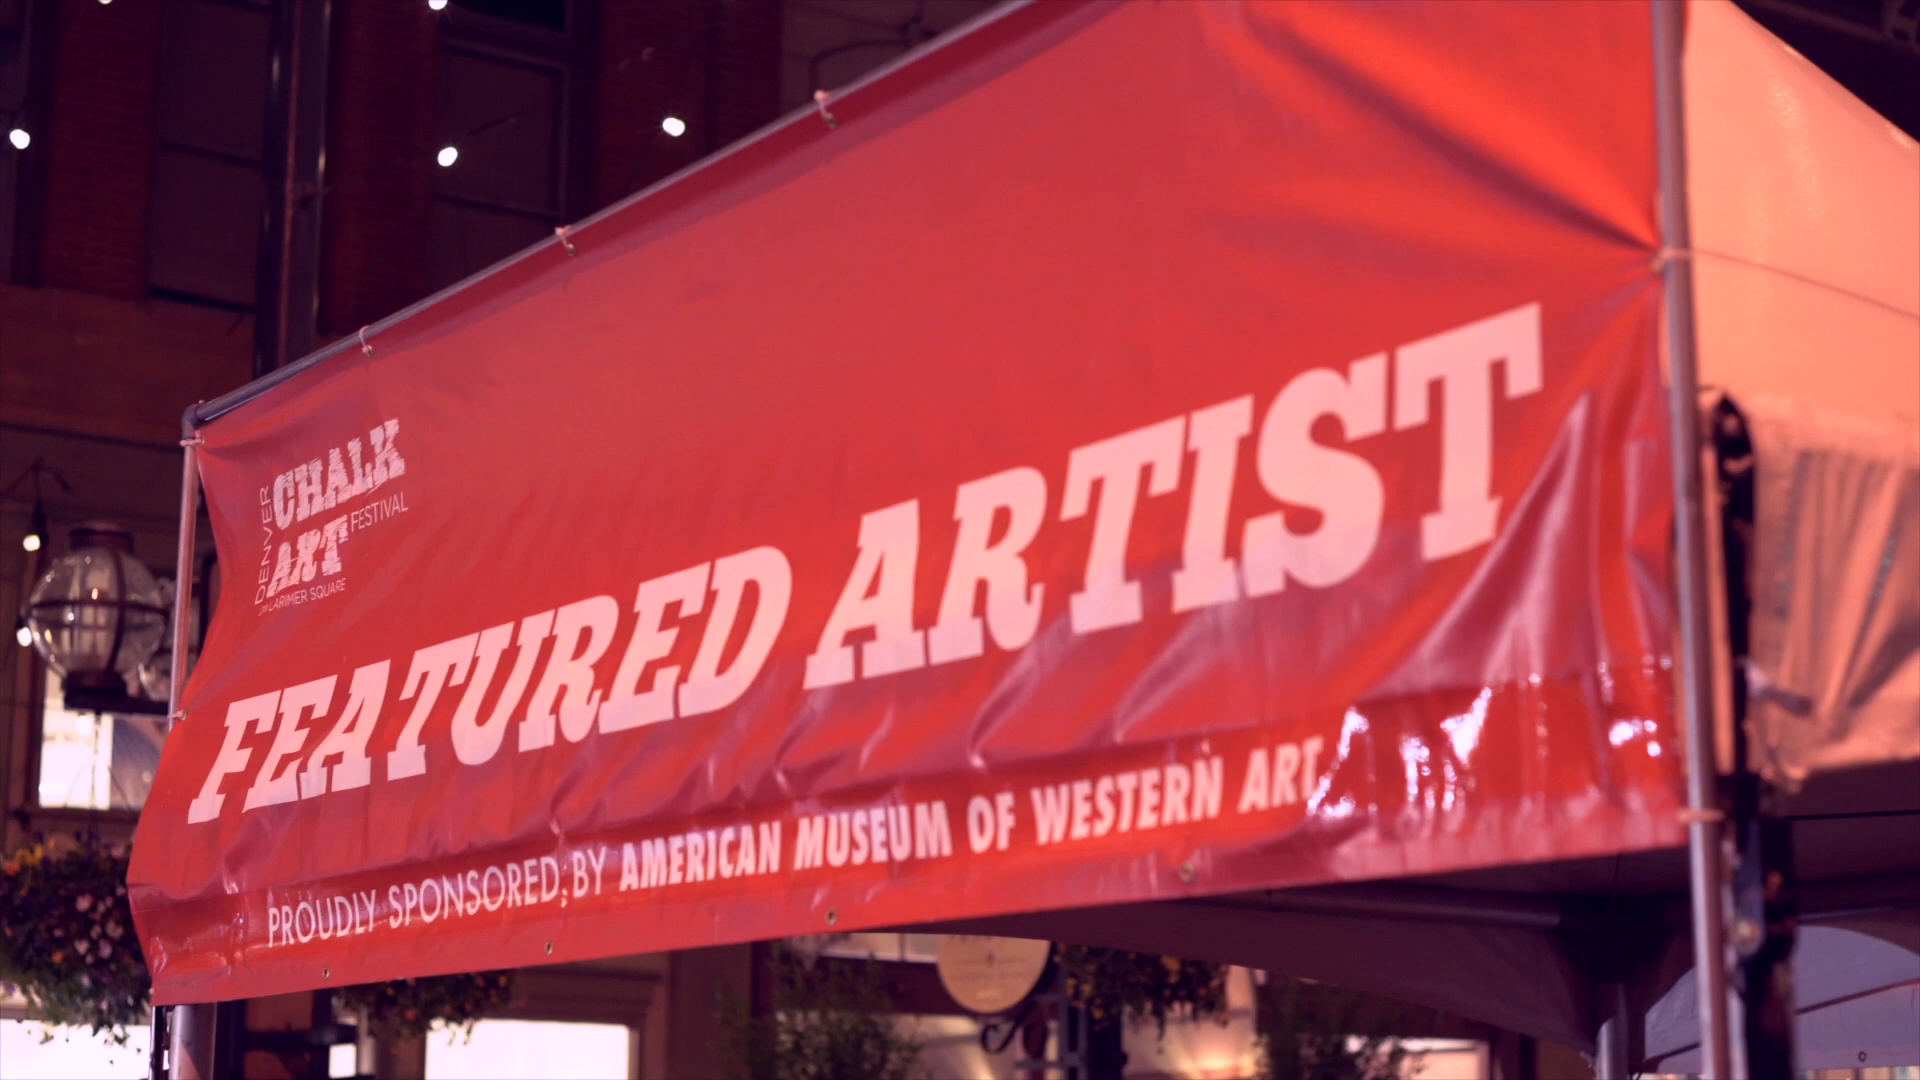 DENVER
CHALK
ART FESTIVAL
ON LARIMER SQUARE
FEATURED ARTIST
PROUDLY SPONSORED BY AMERICAN MUSEUM OF WESTERN ART